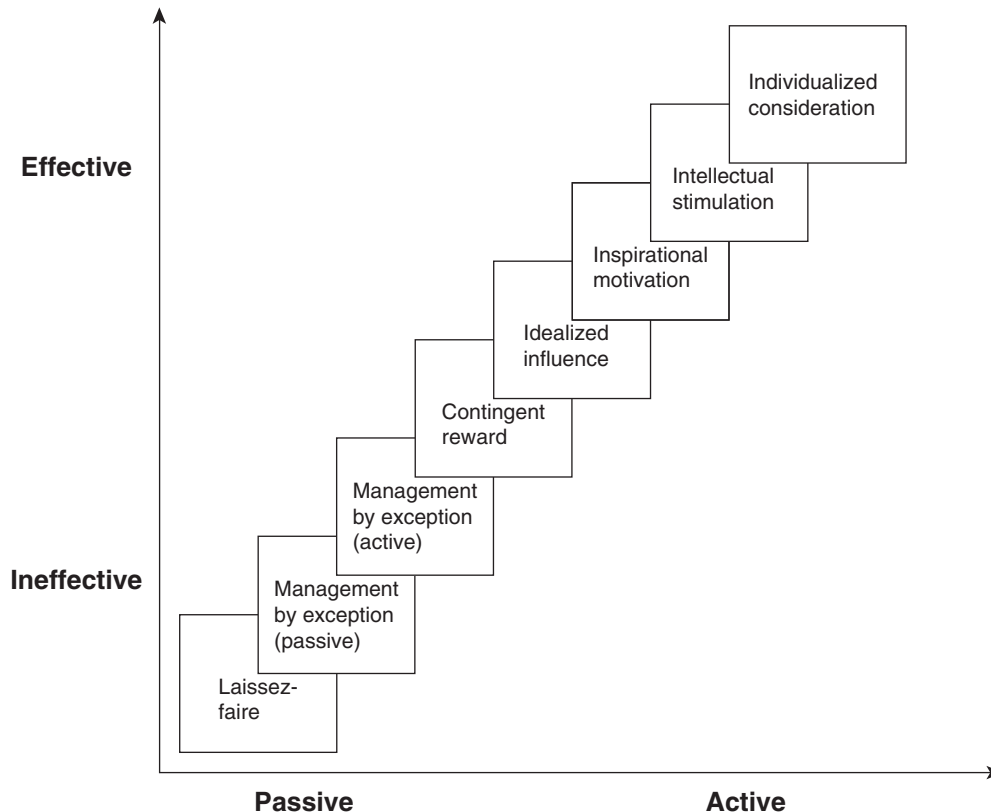 Individualized
consideration
Effective
Intellectual
stimulation
Inspirational
motivation
Idealized
influence
Contingent
reward
Management
by exception
(active)
Ineffective
Management
by exception
(passive)
Laissez-
faire
Passive
Active